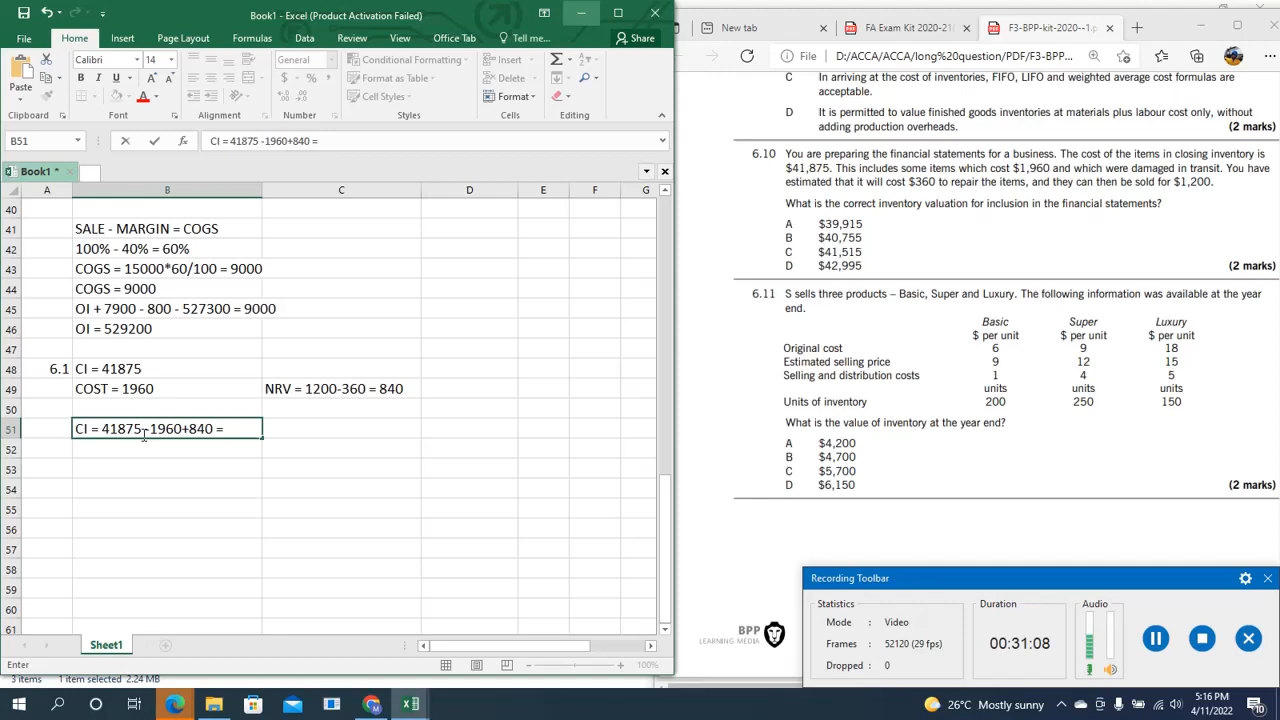 Book1 - Excel (Product Activation Failed)
File Home Insert Page Layout Formulas Data Review View Office Tab Tell me... Share
Paste
Calibri 14
B I U
General
Conditional Formatting
Format as Table
Cell Styles
Insert
Delete
Format
Clipboard Font Alignment Number Styles Cells Editing
B51 CI = 41875 -1960+840 =
Book1 *
A B C D E F G
40
41 SALE - MARGIN = COGS
42 100% - 40% = 60%
43 COGS = 15000*60/100 = 9000
44 COGS = 9000
45 OI + 7900 - 800 - 527300 = 9000
46 OI = 529200
47
48 6.1 CI = 41875
49 COST = 1960 NRV = 1200-360 = 840
50
51 CI = 41875-1960+840 =
52
53
54
55
56
57
58
59
60
61
Sheet1
Enter 100%
3 items 1 item selected 2.24 MB
New tab FA Exam Kit 2020-21 F3-BPP-kit-2020--1.p
File D:/ACCA/ACCA/long%20question/PDF/F3-BPP...
C In arriving at the cost of inventories, FIFO, LIFO and weighted average cost formulas are
acceptable.
D It is permitted to value finished goods inventories at materials plus labour cost only, without
adding production overheads. (2 marks)
6.10 You are preparing the financial statements for a business. The cost of the items in closing inventory is
$41,875. This includes some items which cost $1,960 and which were damaged in transit. You have
estimated that it will cost $360 to repair the items, and they can then be sold for $1,200.
What is the correct inventory valuation for inclusion in the financial statements?
A $39,915
B $40,755
C $41,515
D $42,995 (2 marks)
6.11 S sells three products – Basic, Super and Luxury. The following information was available at the year
end.
Basic Super Luxury
$ per unit $ per unit $ per unit
Original cost 6 9 18
Estimated selling price 9 12 15
Selling and distribution costs 1 4 5
units units units
Units of inventory 200 250 150
What is the value of inventory at the year end?
A $4,200
B $4,700
C $5,700
D $6,150 (2 marks)
BPP
LEARNING MEDIA
Recording Toolbar
Statistics Duration Audio
Mode : Video
Frames : 52120 (29 fps)
Dropped : 0
00:31:08
26°C Mostly sunny
5:16 PM
4/11/2022
10